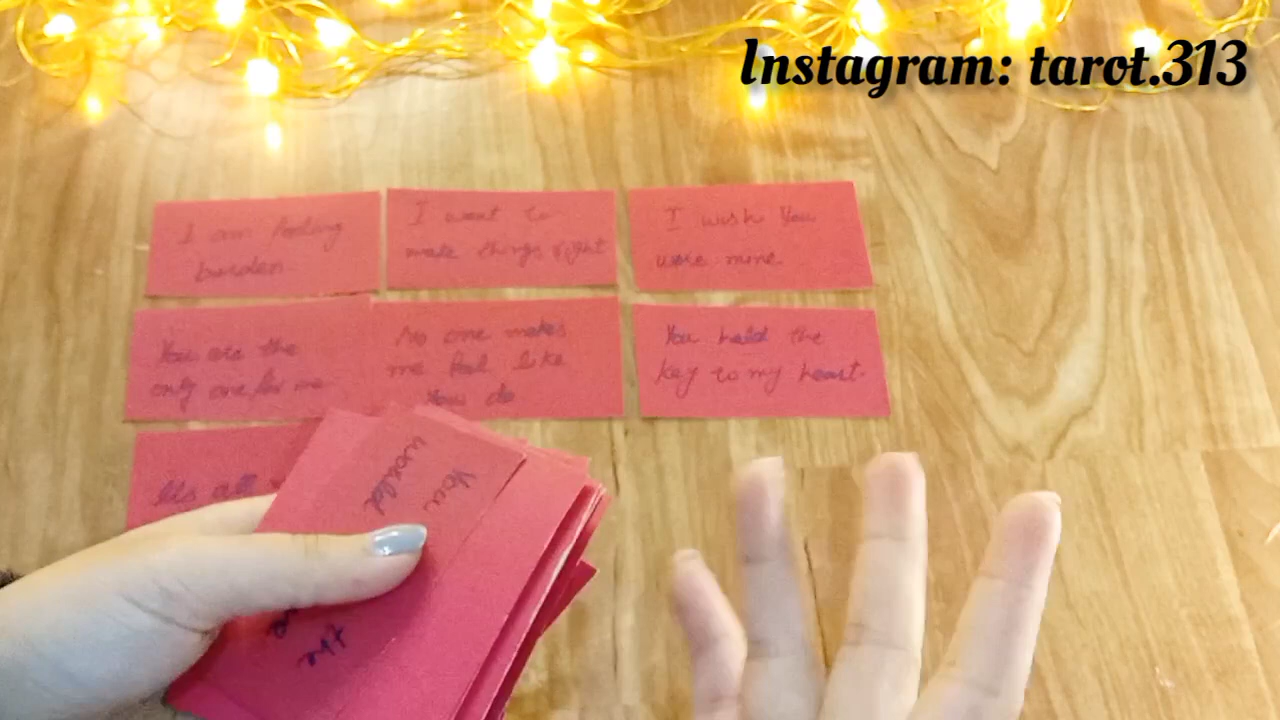 Instagram: tarot.313
I am feeling
burden
I want to
make things right
I wish You
were mine
You are the
only one for me
No one makes
me feel like
You do
You hold the
key to my heart.
Its all
You
would
the